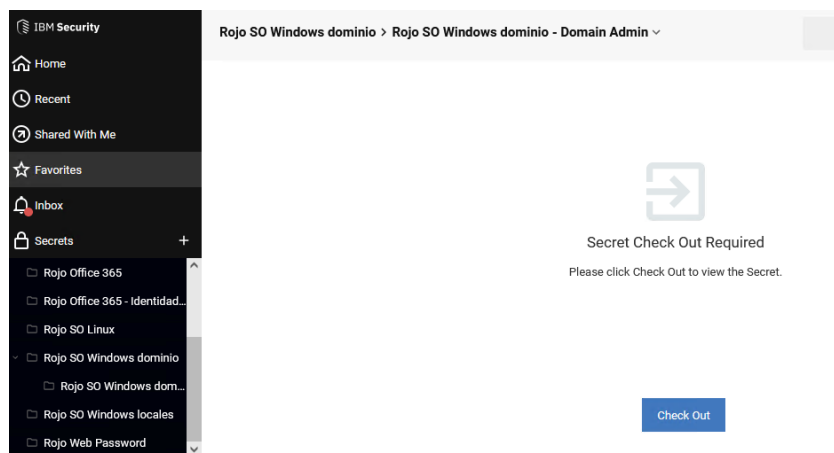 IBM Security
Rojo SO Windows dominio > Rojo SO Windows dominio - Domain Admin
Home
Recent
Shared With Me
Favorites
Inbox
Secrets +
Rojo Office 365
Rojo Office 365 - Identidad...
Rojo SO Linux
Rojo SO Windows dominio
Rojo SO Windows dom...
Rojo SO Windows locales
Rojo Web Password
Secret Check Out Required
Please click Check Out to view the Secret.
Check Out